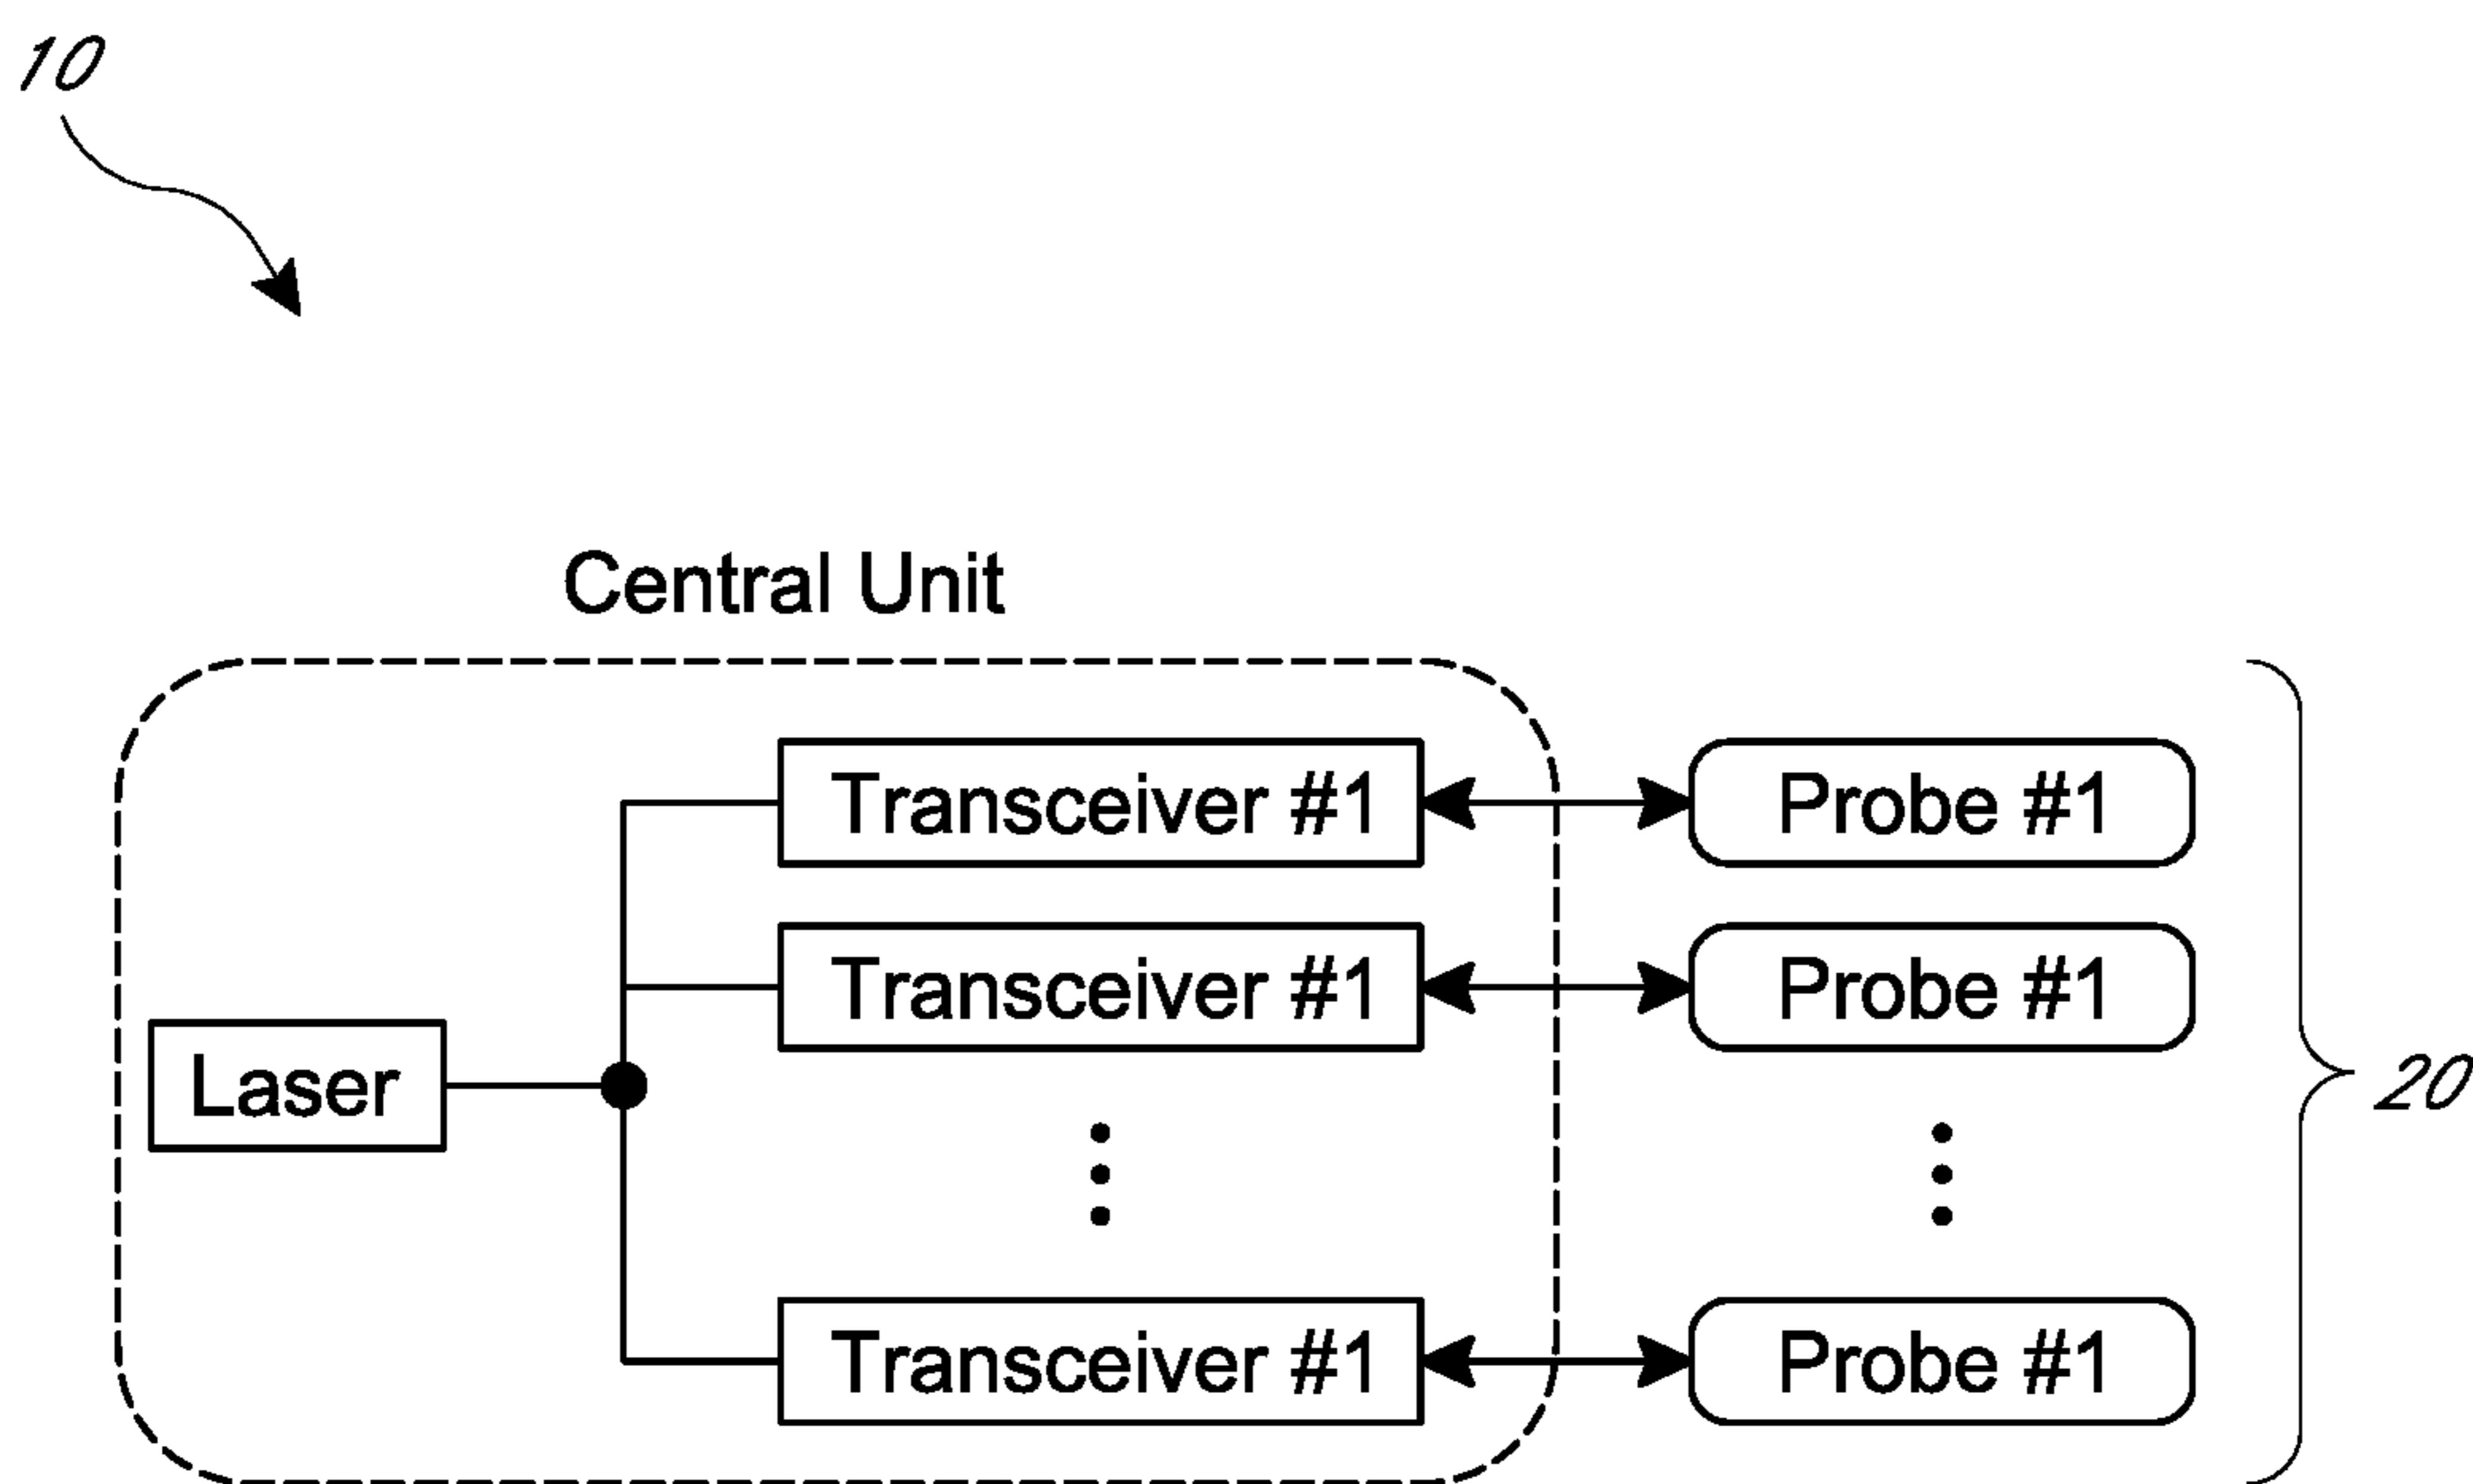 10
Central Unit
Transceiver #1
Probe #1
Transceiver #1
Probe #1
Laser
20
Transceiver #1
Probe #1